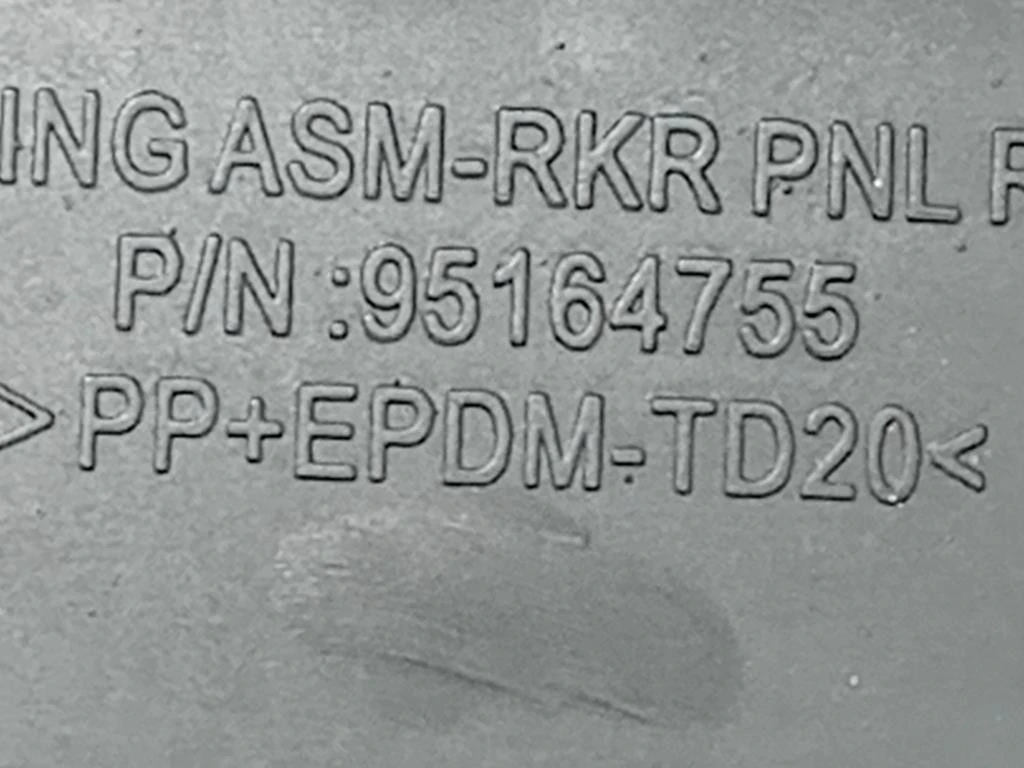 ING ASM-RKR PNL
P/N :95164755
>PP+EPDM-TD20<